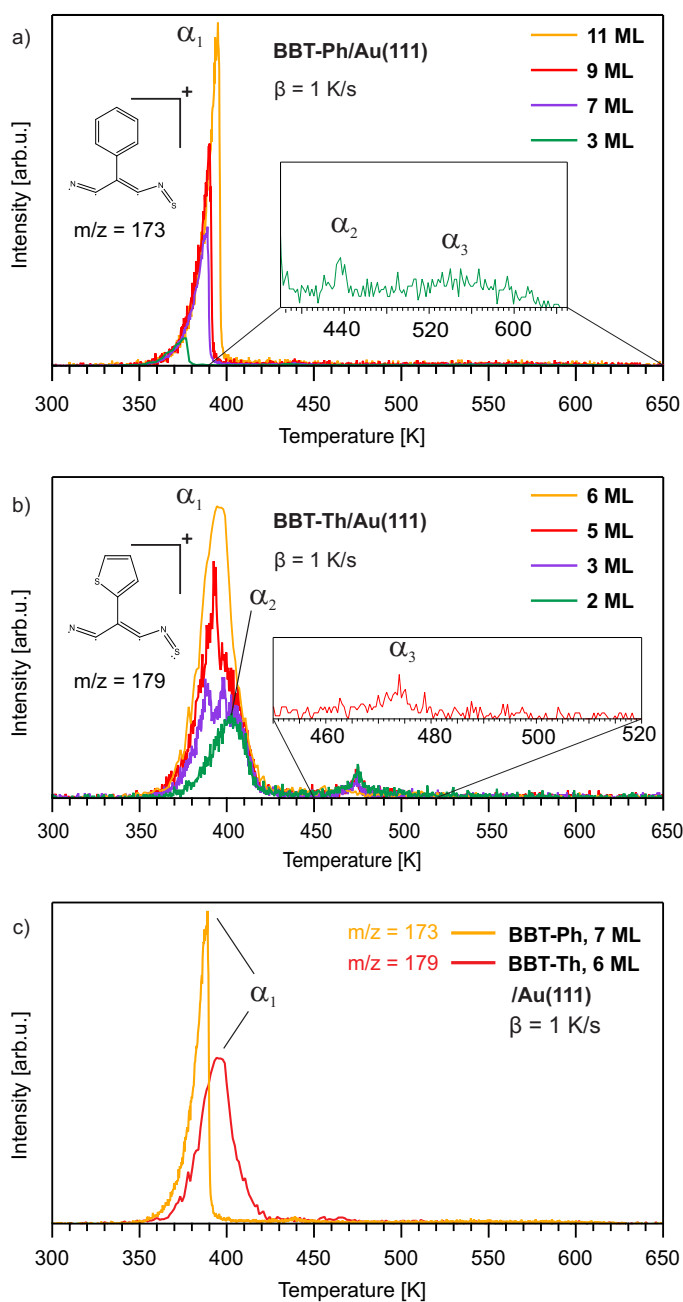 a)
α1
BBT-Ph/Au(111)
β = 1 K/s
11 ML
9 ML
7 ML
3 ML
+
N
N
S
m/z = 173
α2
α3
440 520 600
Intensity [arb.u.]
300 350 400 450 500 550 600 650
Temperature [K]
b)
α1
BBT-Th/Au(111)
β = 1 K/s
6 ML
5 ML
3 ML
2 ML
+
S
N
N
S
m/z = 179
α2
α3
460 480 500 520
Intensity [arb.u.]
300 350 400 450 500 550 600 650
Temperature [K]
c)
m/z = 173 BBT-Ph, 7 ML
m/z = 179 BBT-Th, 6 ML
/Au(111)
β = 1 K/s
α1
Intensity [arb.u.]
300 350 400 450 500 550 600 650
Temperature [K]